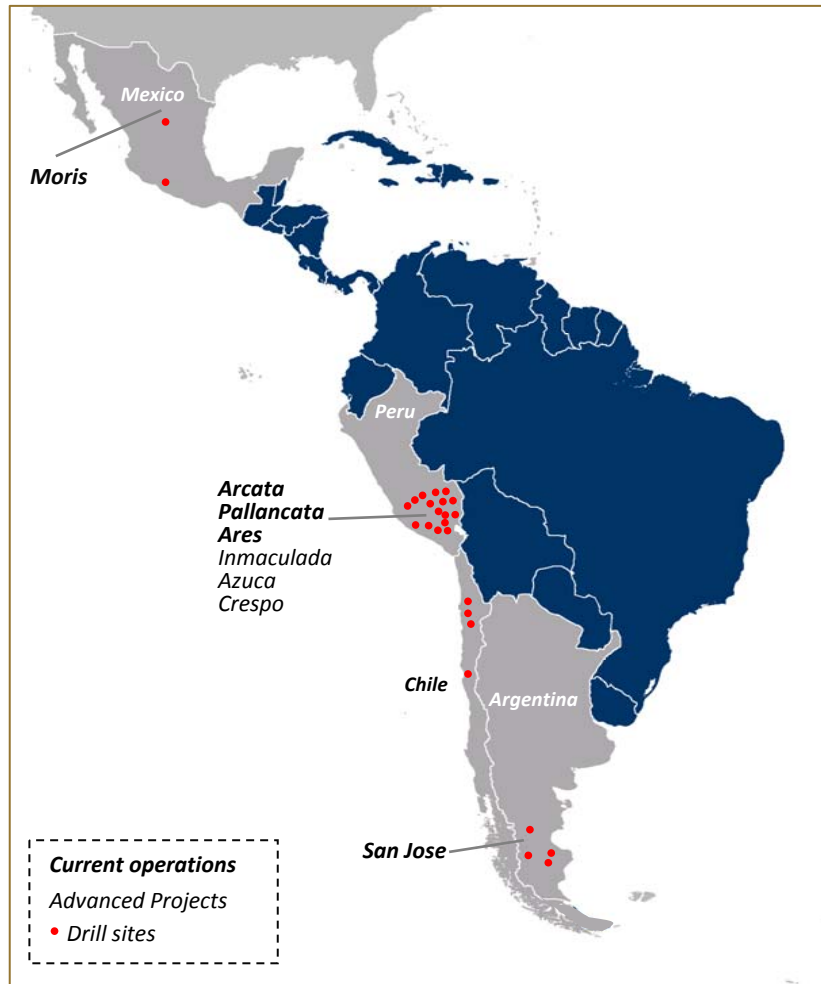 Mexico
Moris
Peru
Arcata
Pallancata
Ares
Inmaculada
Azuca
Crespo
Chile
Argentina
San Jose
Current operations
Advanced Projects
Drill sites